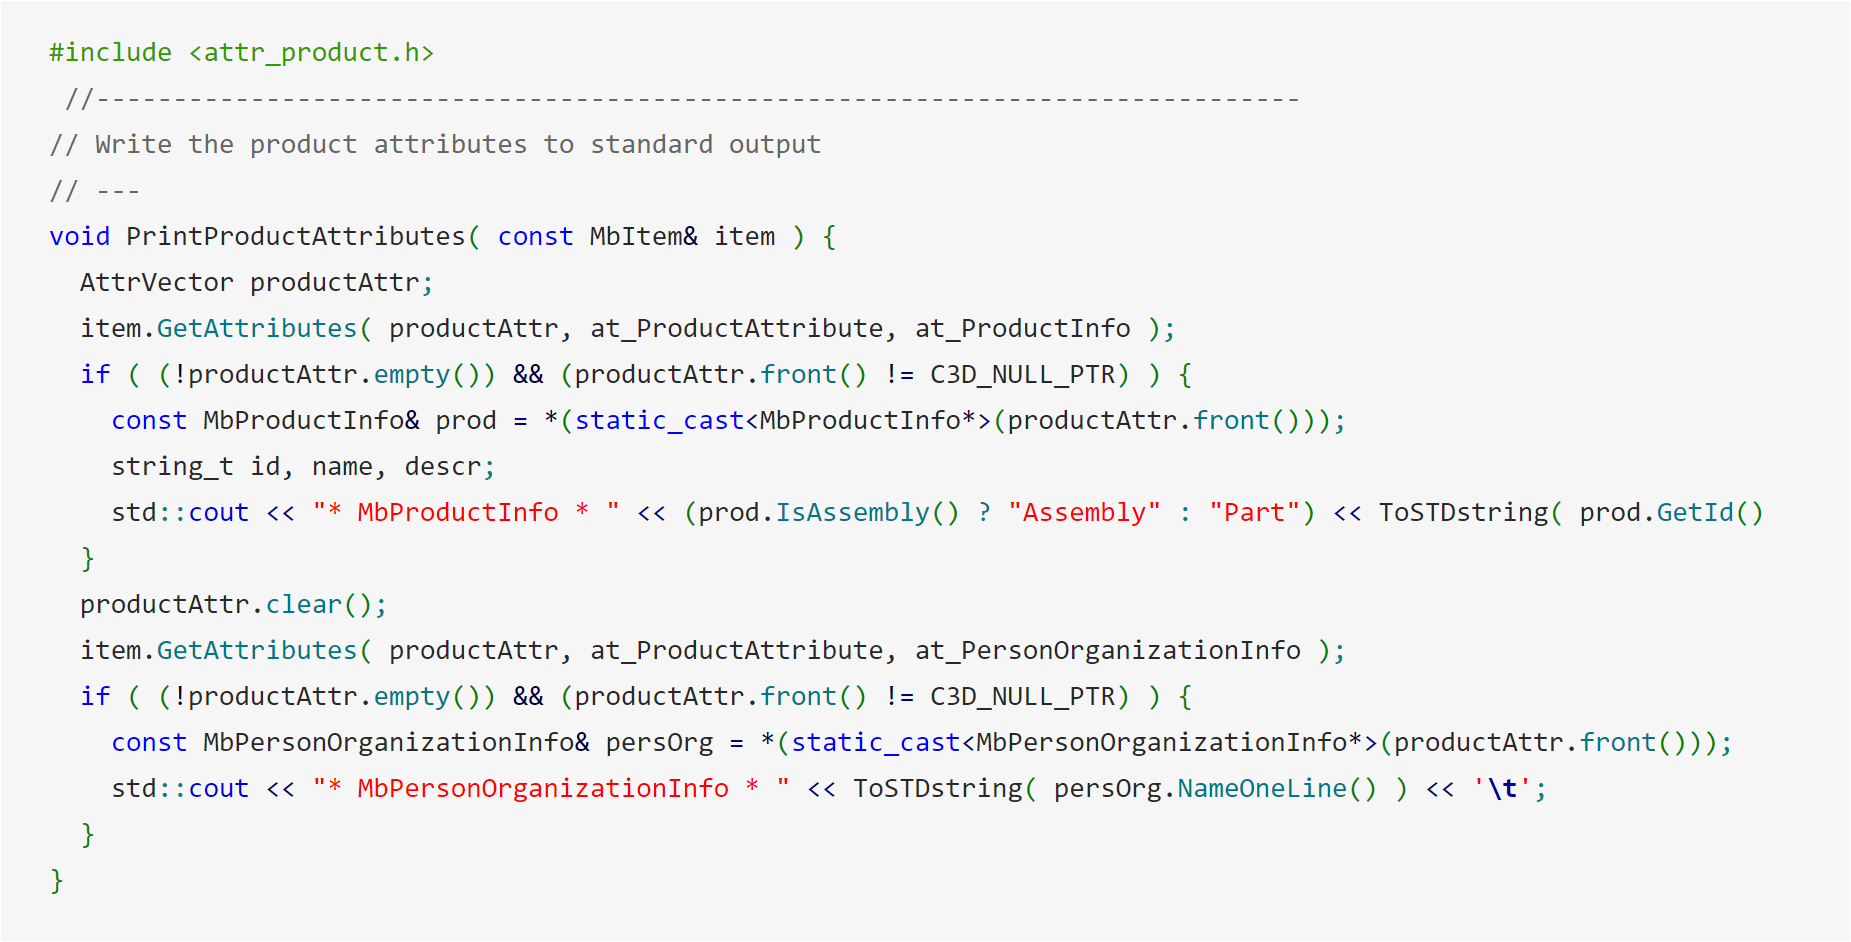 #include <attr_product.h>
 //------------------------------------------------------------------------------
// Write the product attributes to standard output
// ---
void PrintProductAttributes( const MbItem& item ) {
  AttrVector productAttr;
  item.GetAttributes( productAttr, at_ProductAttribute, at_ProductInfo );
  if ( (!productAttr.empty()) && (productAttr.front() != C3D_NULL_PTR) ) {
    const MbProductInfo& prod = *(static_cast<MbProductInfo*>(productAttr.front()));
    string_t id, name, descr;
    std::cout << "* MbProductInfo * " << (prod.IsAssembly() ? "Assembly" : "Part") << ToSTDstring( prod.GetId()
  }
  productAttr.clear();
  item.GetAttributes( productAttr, at_ProductAttribute, at_PersonOrganizationInfo );
  if ( (!productAttr.empty()) && (productAttr.front() != C3D_NULL_PTR) ) {
    const MbPersonOrganizationInfo& persOrg = *(static_cast<MbPersonOrganizationInfo*>(productAttr.front()));
    std::cout << "* MbPersonOrganizationInfo * " << ToSTDstring( persOrg.NameOneLine() ) << '\t';
  }
}